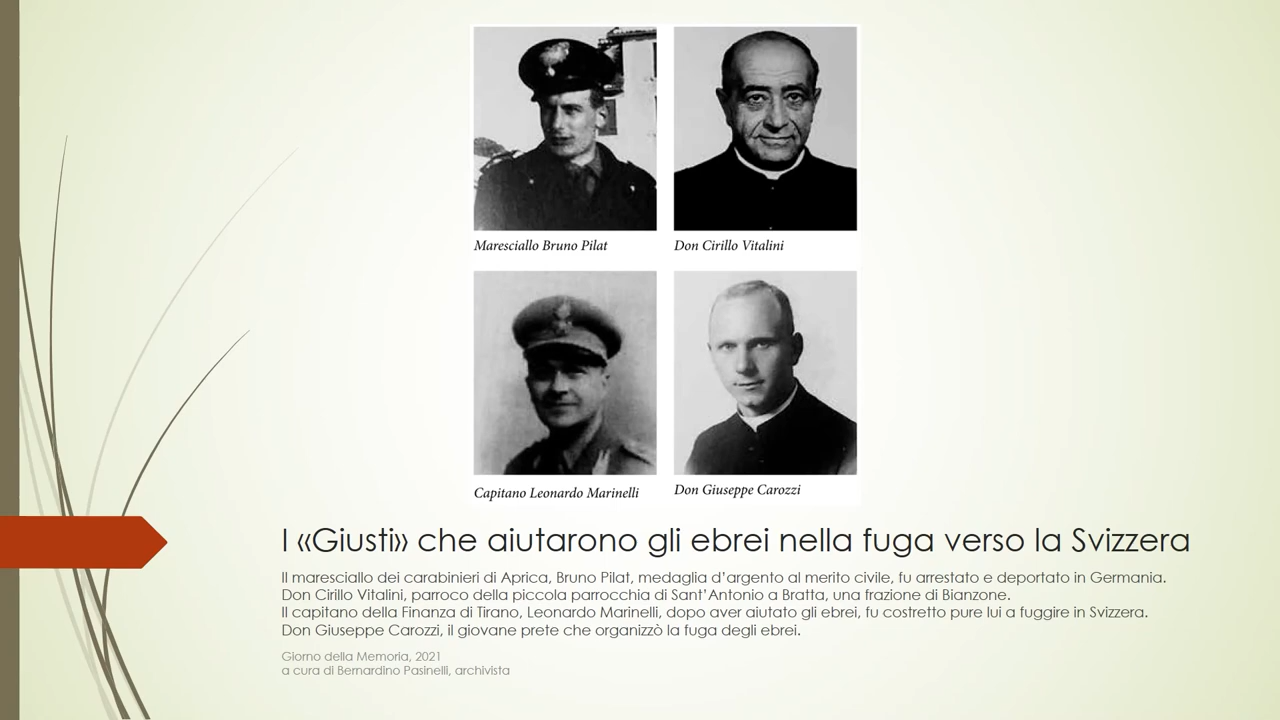 Maresciallo Bruno Pilat
Don Cirillo Vitalini
Capitano Leonardo Marinelli
Don Giuseppe Carozzi
I «Giusti» che aiutarono gli ebrei nella fuga verso la Svizzera
Il maresciallo dei carabinieri di Aprica, Bruno Pilat, medaglia d'argento al merito civile, fu arrestato e deportato in Germania.
Don Cirillo Vitalini, parroco della piccola parrocchia di Sant'Antonio a Bratta, una frazione di Bianzone.
Il capitano della Finanza di Tirano, Leonardo Marinelli, dopo aver aiutato gli ebrei, fu costretto pure lui a fuggire in Svizzera.
Don Giuseppe Carozzi, il giovane prete che organizzò la fuga degli ebrei.
Giorno della Memoria, 2021
a cura di Bernardino Pasinelli, archivista